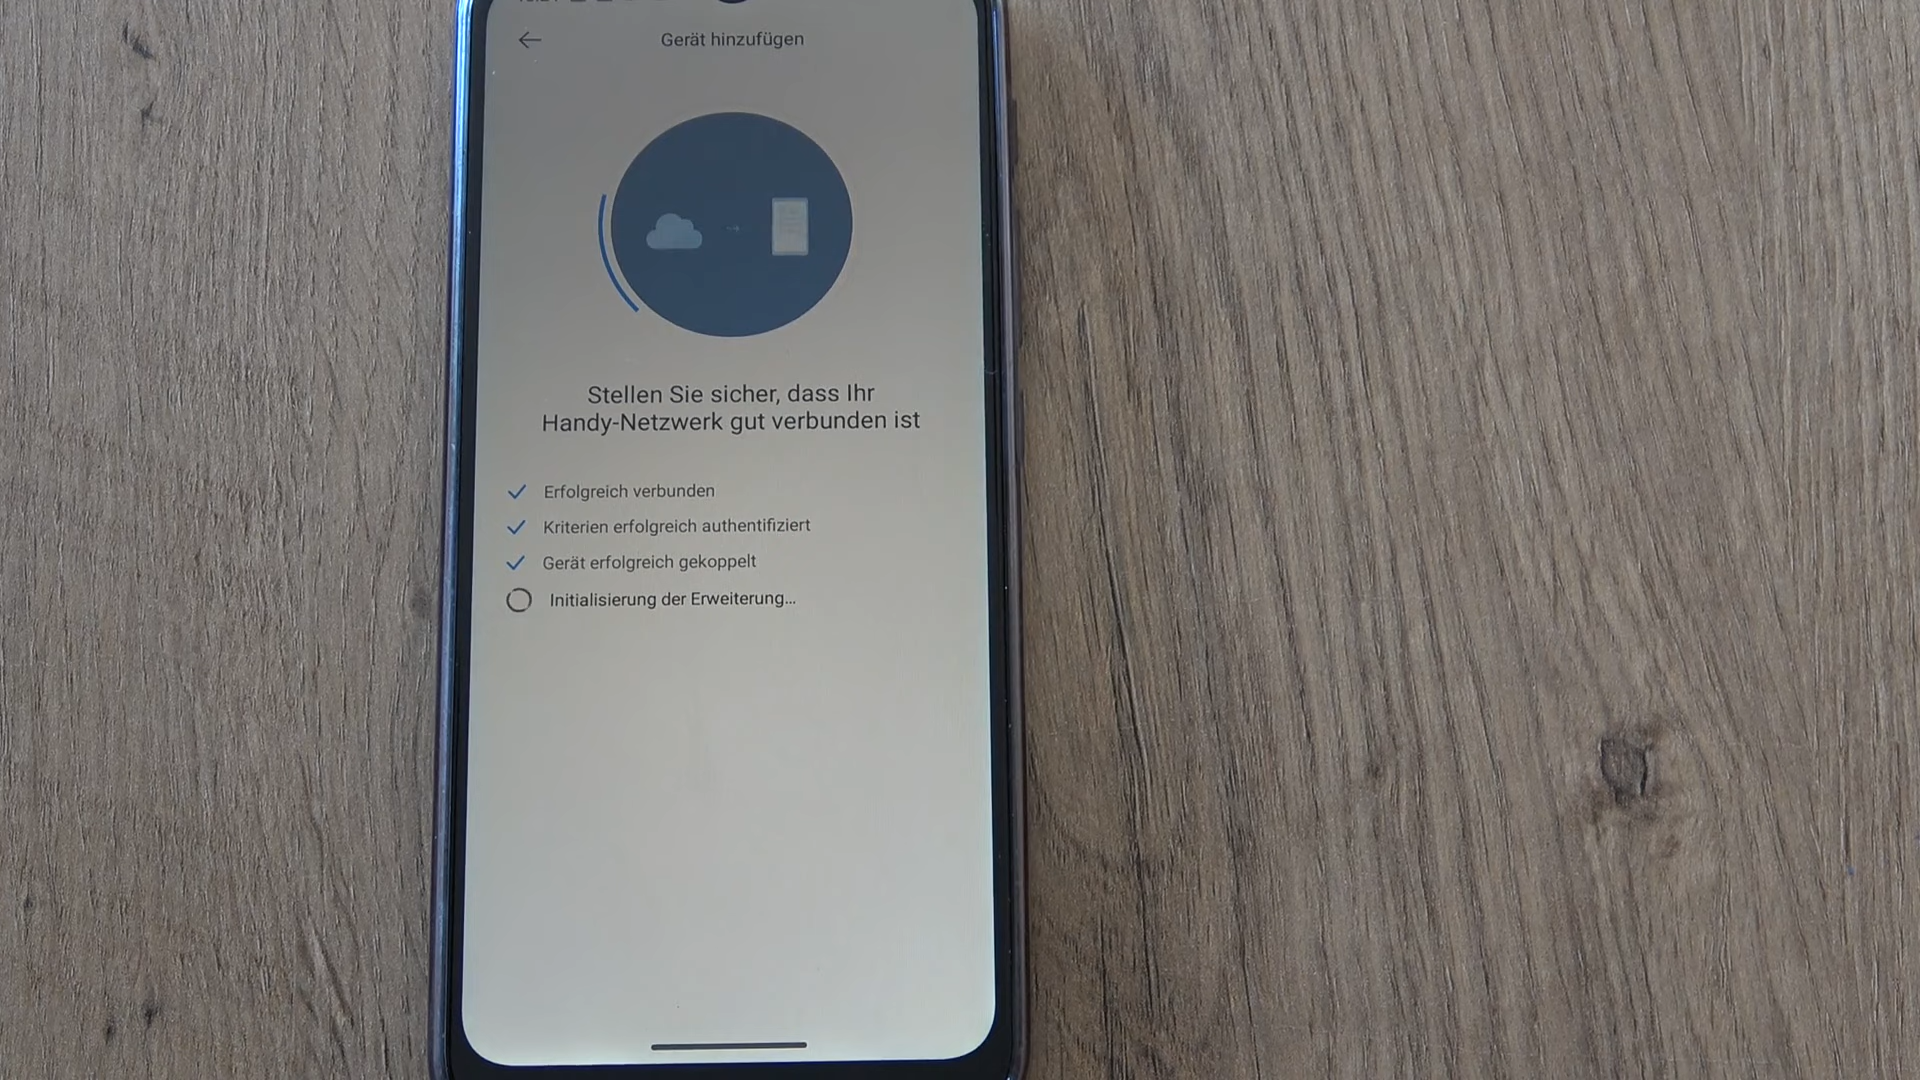 Gerät hinzufügen
Stellen Sie sicher, dass Ihr
Handy-Netzwerk gut verbunden ist
Erfolgreich verbunden
Kriterien erfolgreich authentifiziert
Gerät erfolgreich gekoppelt
Initialisierung der Erweiterung...